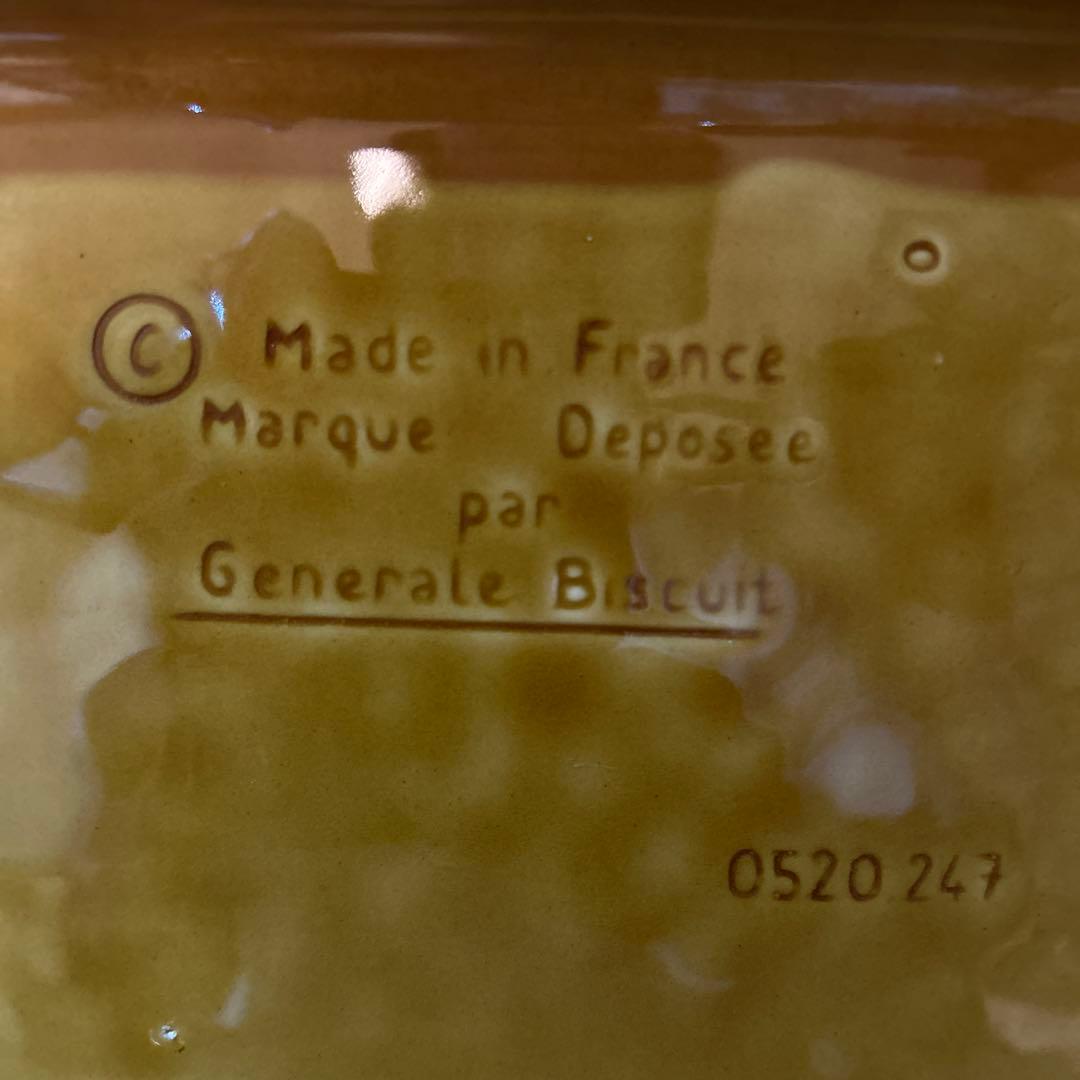 © Made in France
Marque Deposee
par
Generale Biscuit
0520 247